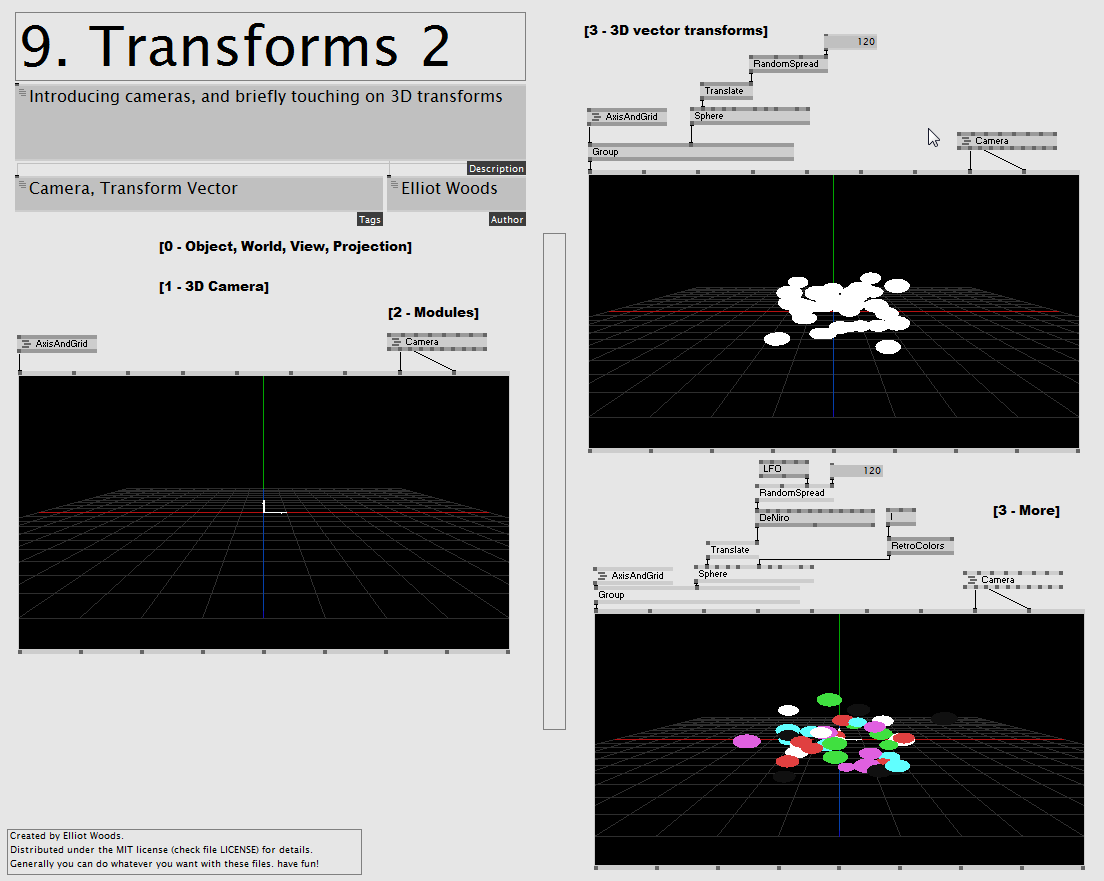 9. Transforms 2
Introducing cameras, and briefly touching on 3D transforms
Description
Camera, Transform Vector
Tags
Elliot Woods
Author
[0 - Object, World, View, Projection]
[1 - 3D Camera]
[2 - Modules]
AxisAndGrid
Camera
[3 - 3D vector transforms]
120
RandomSpread
Translate
AxisAndGrid
Sphere
Group
Camera
LFO
120
RandomSpread
[3 - More]
DeNiro
I
Translate
RetroColors
AxisAndGrid
Sphere
Camera
Group
Created by Elliot Woods.
Distributed under the MIT license (check file LICENSE) for details.
Generally you can do whatever you want with these files. have fun!